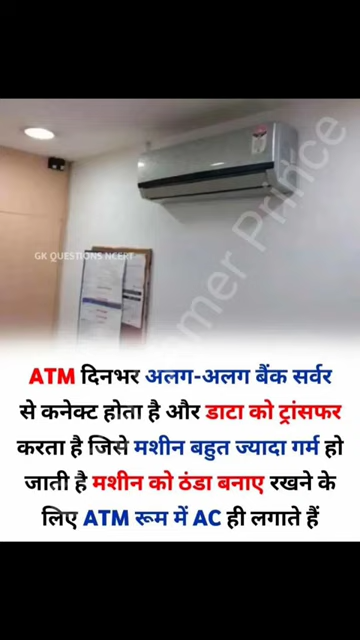 GK QUESTIONS NCERT
ATM दिनभर अलग-अलग बैंक सर्वर
से कनेक्ट होता है और डाटा को ट्रांसफर
करता है जिसे मशीन बहुत ज्यादा गर्म हो
जाती है मशीन को ठंडा बनाए रखने के
लिए ATM रूम में AC ही लगाते हैं